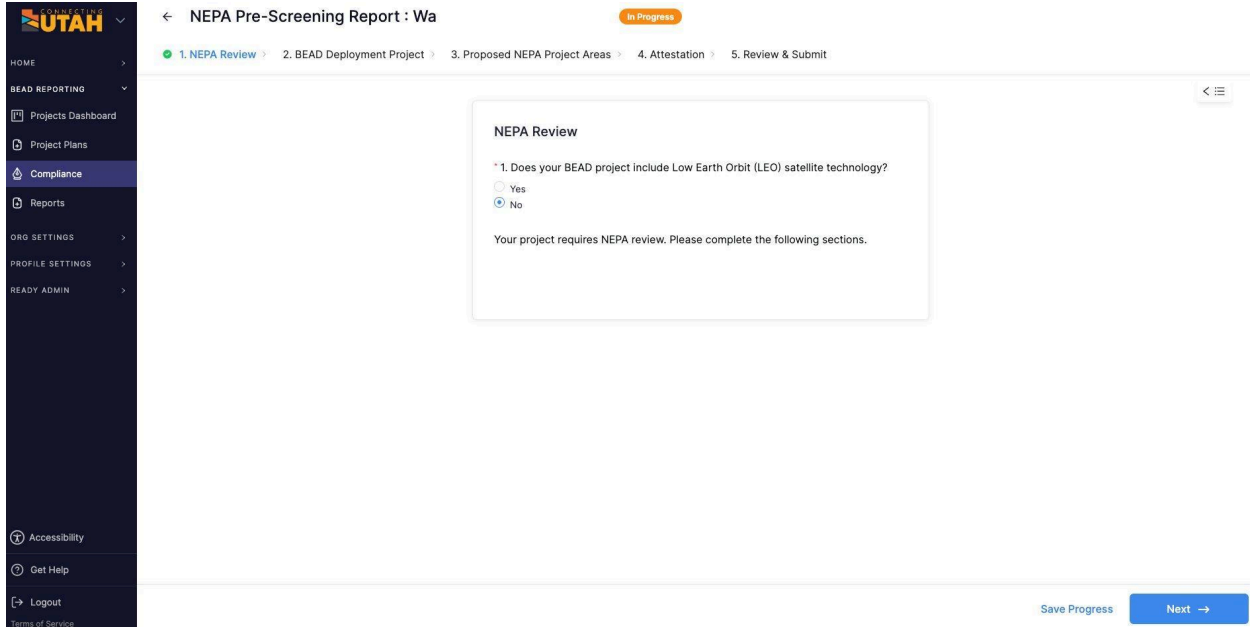 CONNECTING
UTAH
HOME
BEAD REPORTING
Projects Dashboard
Project Plans
Compliance
Reports
ORG SETTINGS
PROFILE SETTINGS
READY ADMIN
Accessibility
Get Help
Logout
Terms of Service
NEPA Pre-Screening Report : Wa
In Progress
1. NEPA Review 2. BEAD Deployment Project 3. Proposed NEPA Project Areas 4. Attestation 5. Review & Submit
NEPA Review
* 1. Does your BEAD project include Low Earth Orbit (LEO) satellite technology?
Yes
No
Your project requires NEPA review. Please complete the following sections.
Save Progress
Next →